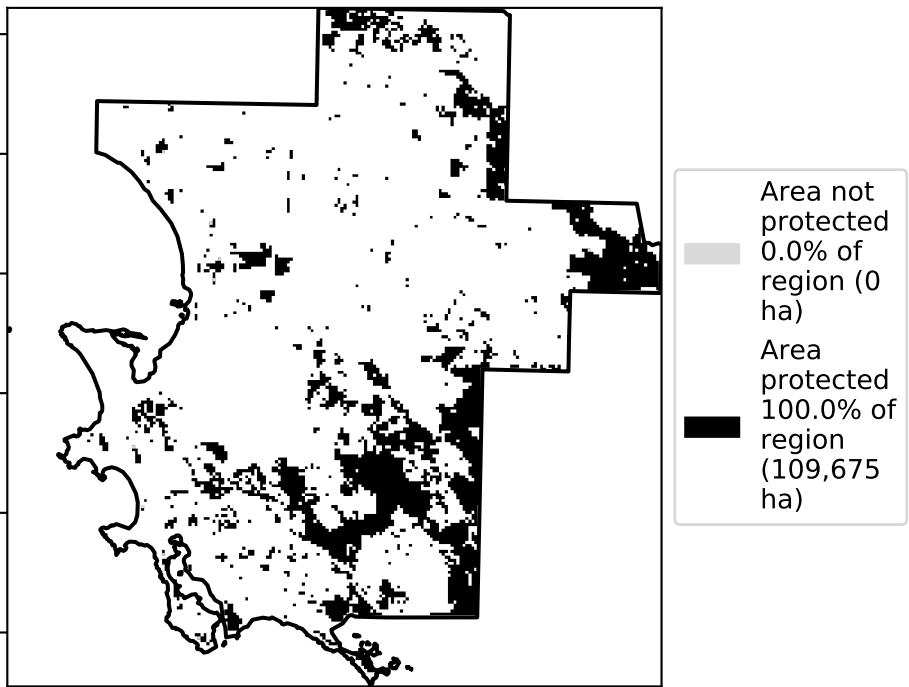 Area not
protected
0.0% of
region (0
ha)
Area
protected
100.0% of
region
(109,675
ha)